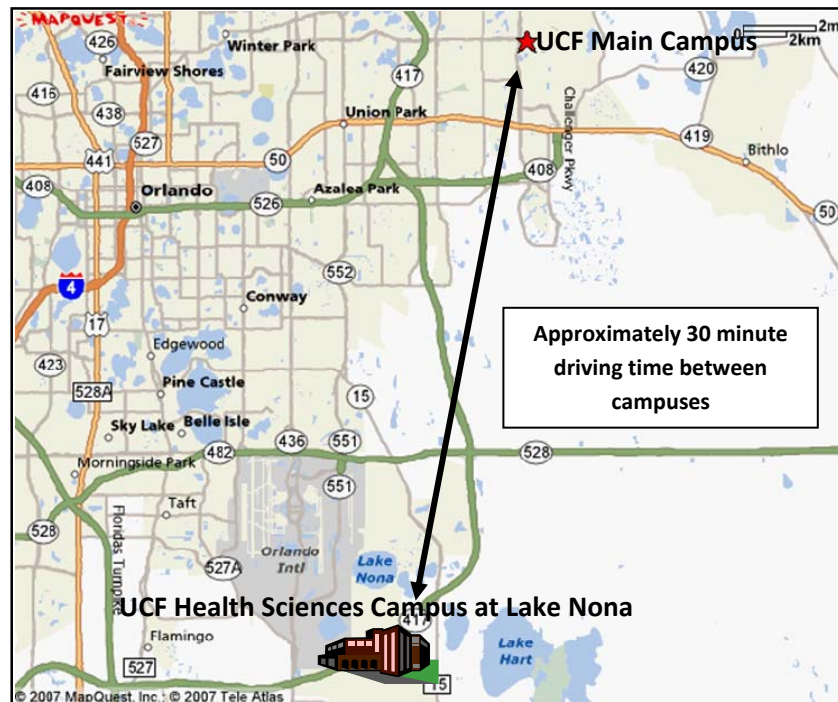 MAPQUEST
UCF Main Campus
2m
0
2km
426
Winter Park
Fairview Shores
417
420
416
438
Union Park
Challenger Pkwy
527
419
441
50
Bithlo
408
408
Orlando
526
Azalea Park
50
552
4
Conway
17
Approximately 30 minute
driving time between
campuses
Edgewood
423
Pine Castle
528A
15
Sky Lake
Belle Isle
436
551
482
528
Morningside Park
551
Taft
Floridas Turnpike
528
Orlando
Intl
527A
Lake
Nona
UCF Health Sciences Campus at Lake Nona
417
Flamingo
Lake
Hart
527
15
© 2007 MapQuest, Inc.; © 2007 Tele Atlas